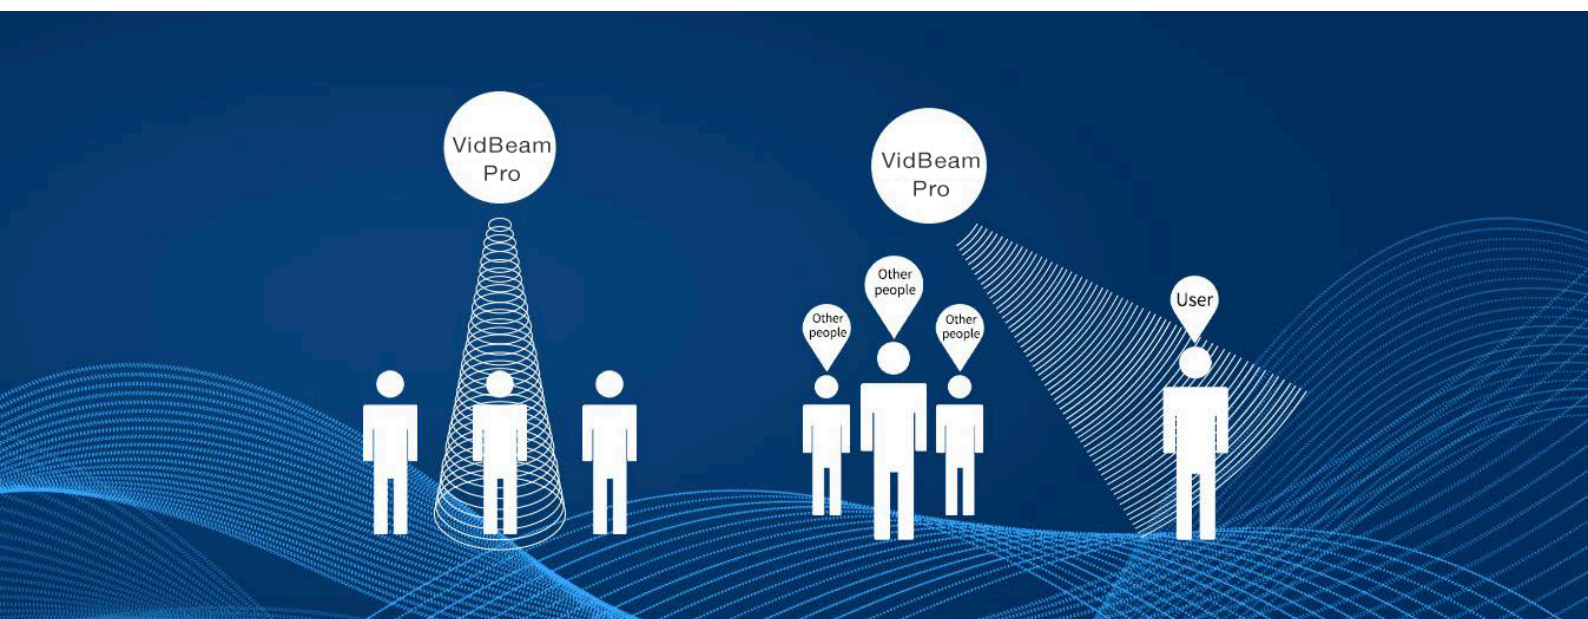 VidBeam
Pro
VidBeam
Pro
Other
people
Other
people
Other
people
User